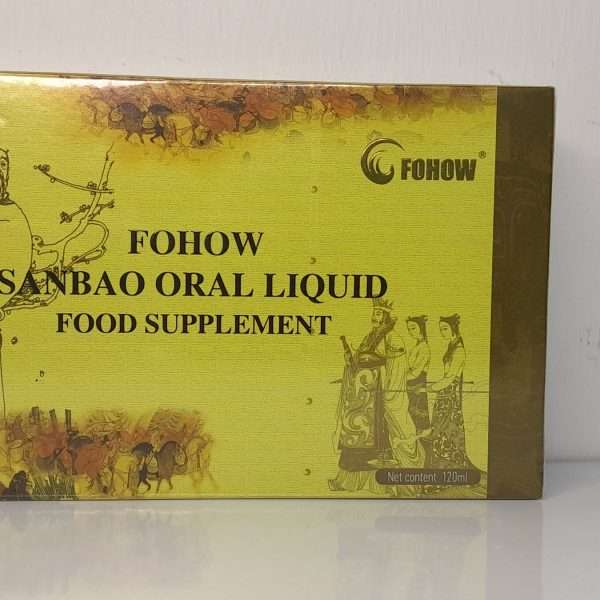 FOHOW®
FOHOW
SANBAO ORAL LIQUID
FOOD SUPPLEMENT
Net content 120ml